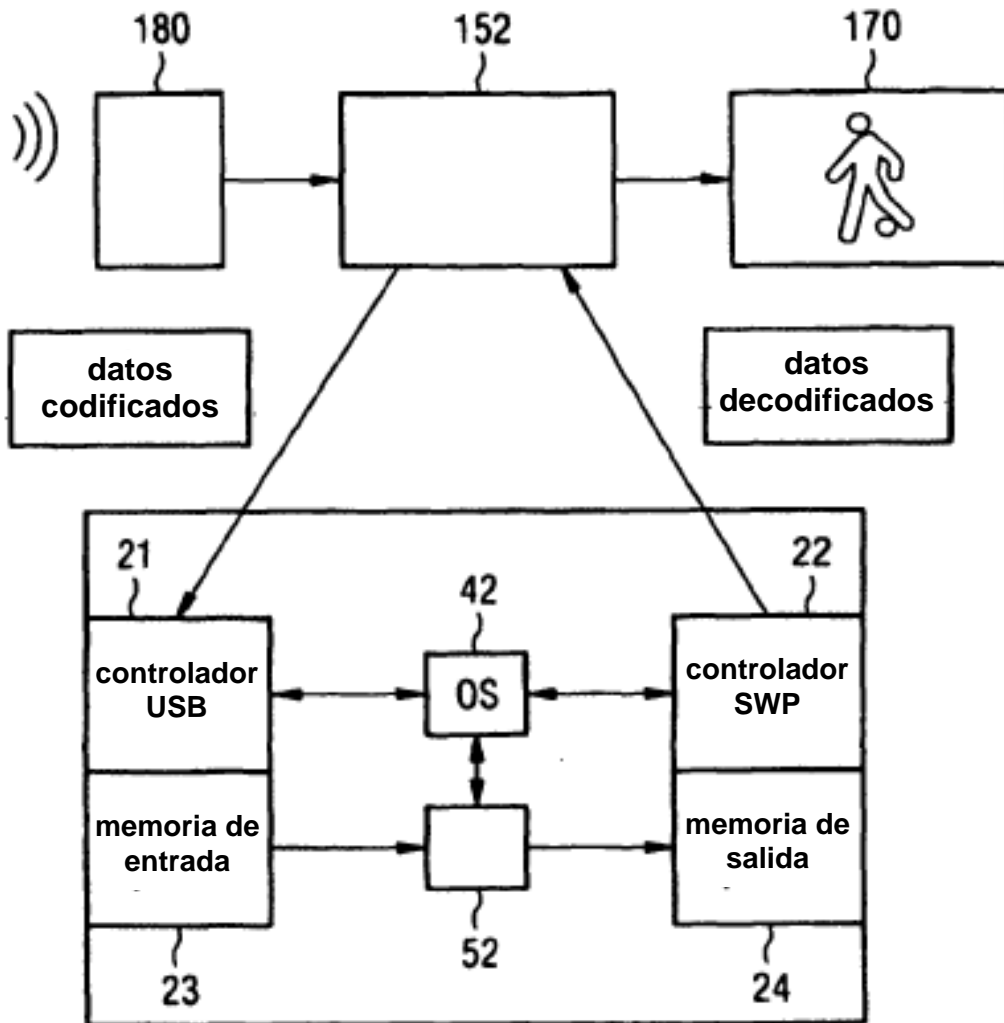 180 152 170
datos
codificados
datos
decodificados
21 42 22
controlador
USB
OS
controlador
SWP
memoria de
entrada
memoria de
salida
23 52 24